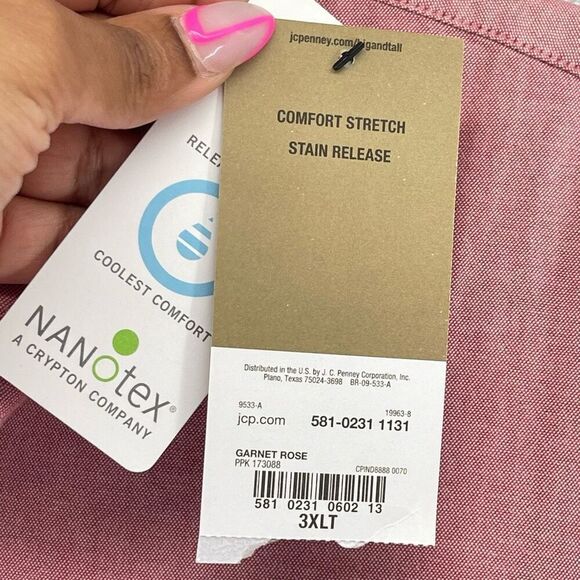 jcpenney.com/bigandtall
COMFORT STRETCH
STAIN RELEASE
COOLEST COMFORT
NANOtex®
A CRYPTON COMPANY
Distributed in the U.S. by J. C. Penney Corporation, Inc.
Plano, Texas 75024-3698 BR-09-533-A
9533-A 19963-8
jcp.com 581-0231 1131
GARNET ROSE
PPK 173088 CPIND8888 0070
581 0231 0602 13
3XLT